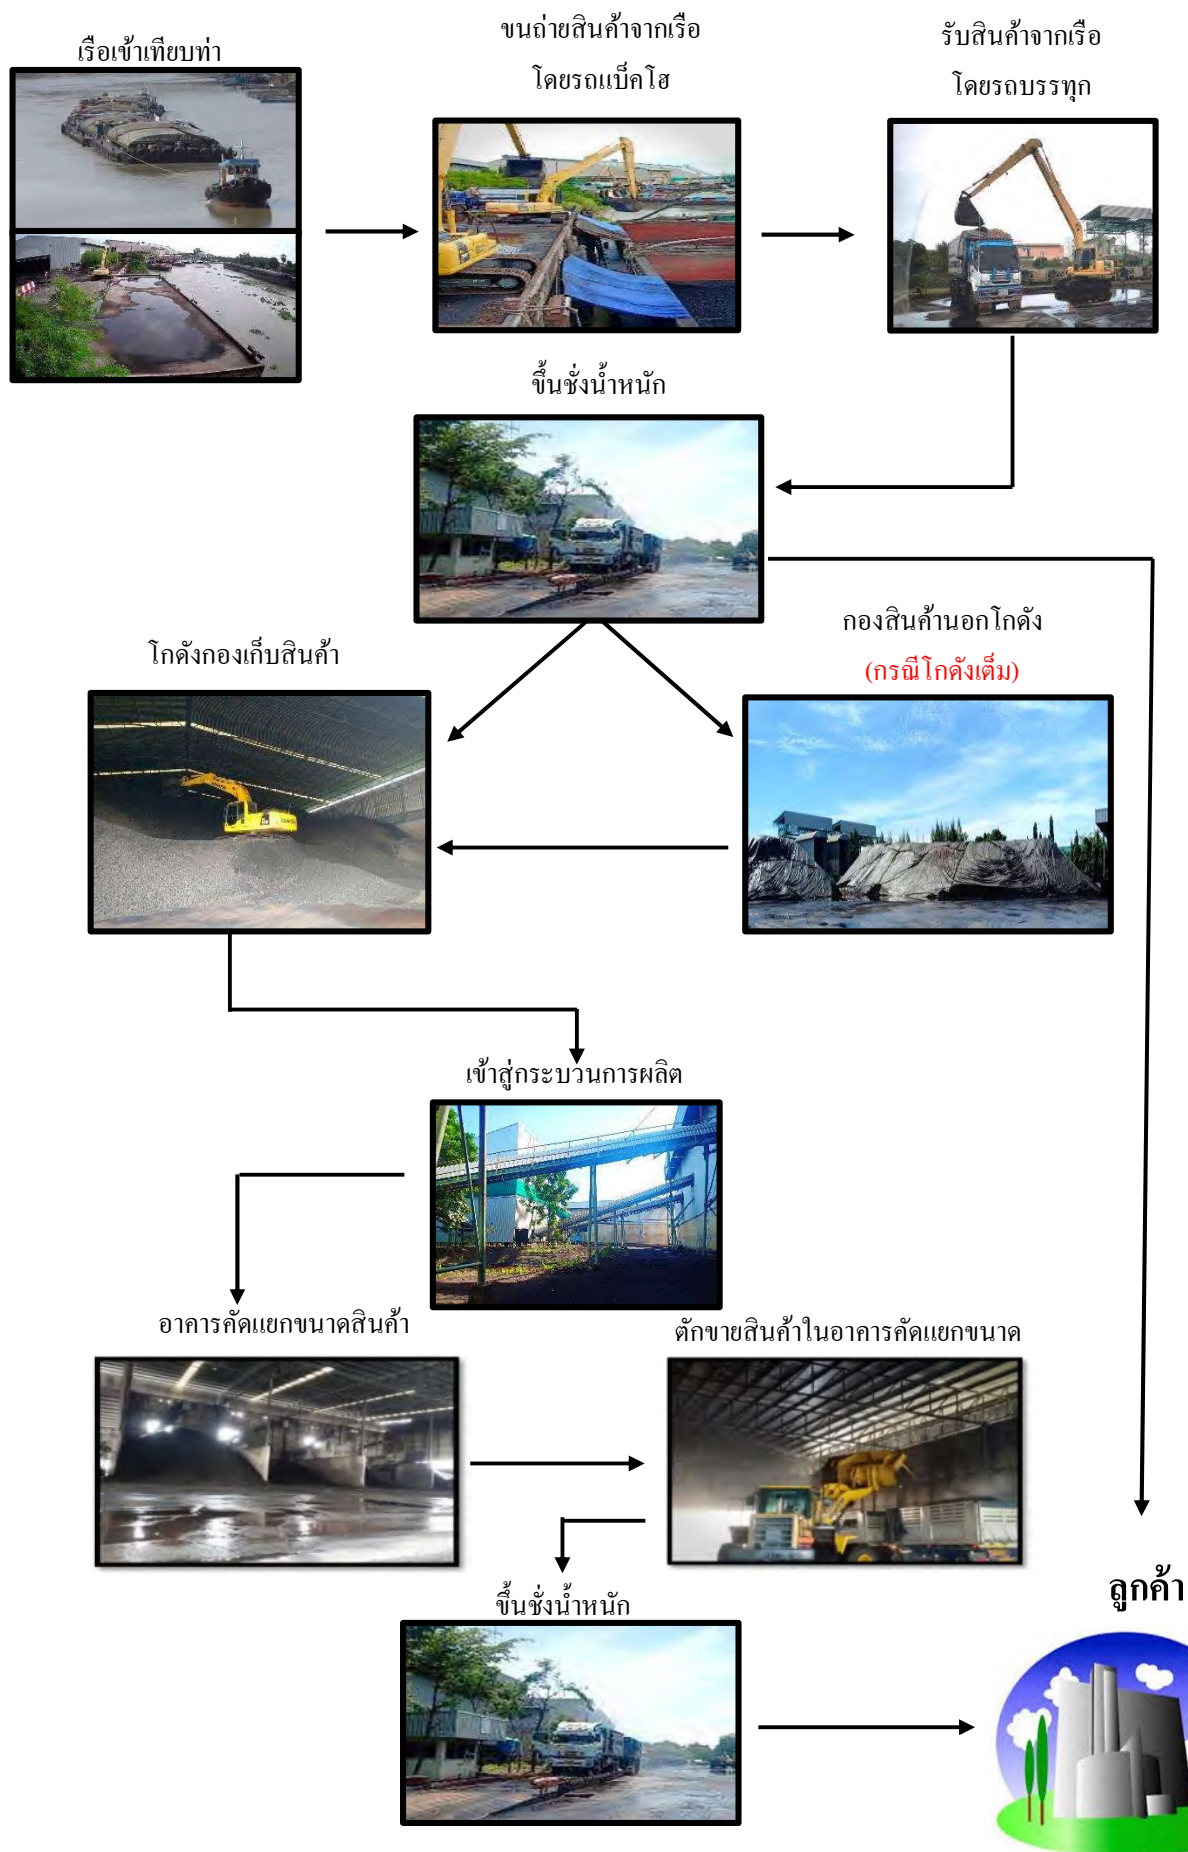 เรือเข้าเทียบท่า
ขนถ่ายสินค้าจากเรือ
โดยรถแบ็คโฮ
รับสินค้าจากเรือ
โดยรถบรรทุก
ขึ้นชั่งน้ำหนัก
กองสินค้านอกโกดัง
(กรณีโกดังเต็ม)
โกดังกองเก็บสินค้า
เข้าสู่กระบวนการผลิต
อาคารคัดแยกขนาดสินค้า
ตักขายสินค้าในอาคารคัดแยกขนาด
ขึ้นชั่งน้ำหนัก
ลูกค้า